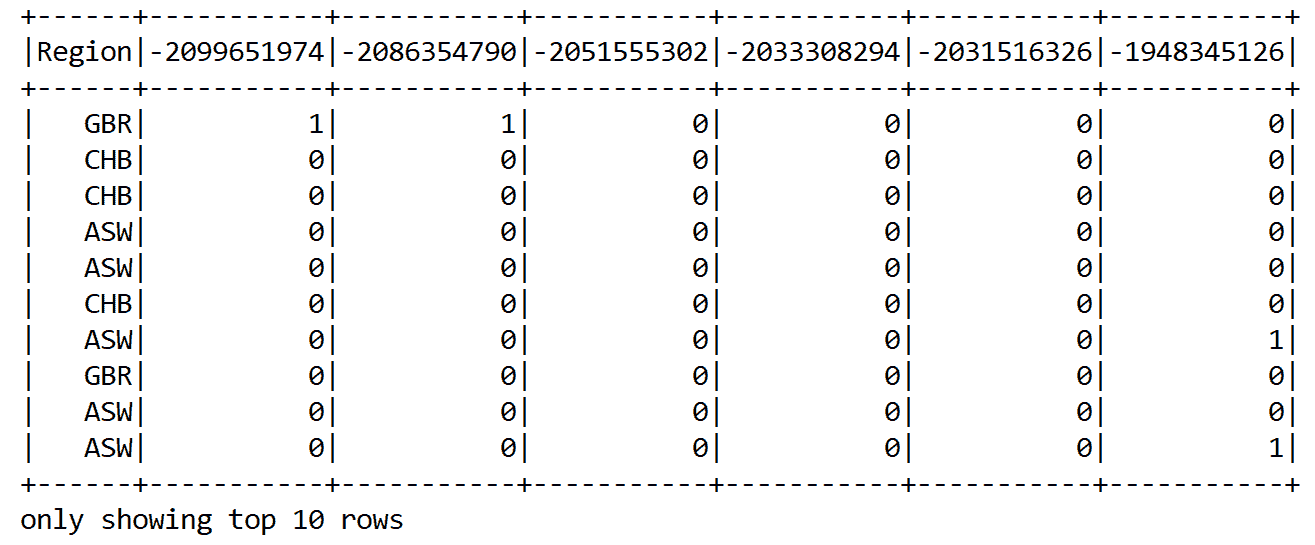 +------+-----------+-----------+-----------+-----------+-----------+-----------+
|Region|-2099651974|-2086354790|-2051555302|-2033308294|-2031516326|-1948345126|
+------+-----------+-----------+-----------+-----------+-----------+-----------+
|   GBR|          1|          1|          0|          0|          0|          0|
|   CHB|          0|          0|          0|          0|          0|          0|
|   CHB|          0|          0|          0|          0|          0|          0|
|   ASW|          0|          0|          0|          0|          0|          0|
|   ASW|          0|          0|          0|          0|          0|          0|
|   CHB|          0|          0|          0|          0|          0|          0|
|   ASW|          0|          0|          0|          0|          0|          1|
|   GBR|          0|          0|          0|          0|          0|          0|
|   ASW|          0|          0|          0|          0|          0|          0|
|   ASW|          0|          0|          0|          0|          0|          1|
+------+-----------+-----------+-----------+-----------+-----------+-----------+
only showing top 10 rows